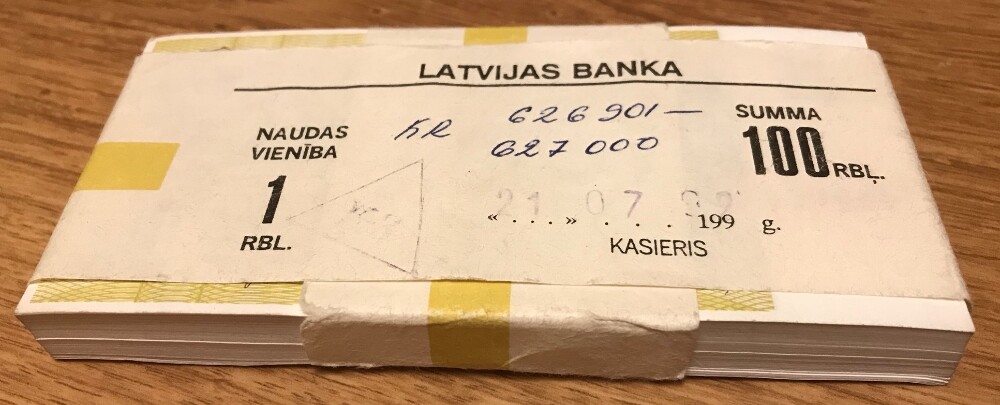 LATVIJAS BANKA
NAUDAS
VIENĪBA
1
RBL.
KR 626901—
627000
SUMMA
100 RBĻ.
21 07 92
« . . . » . . . 199 g.
KASIERIS